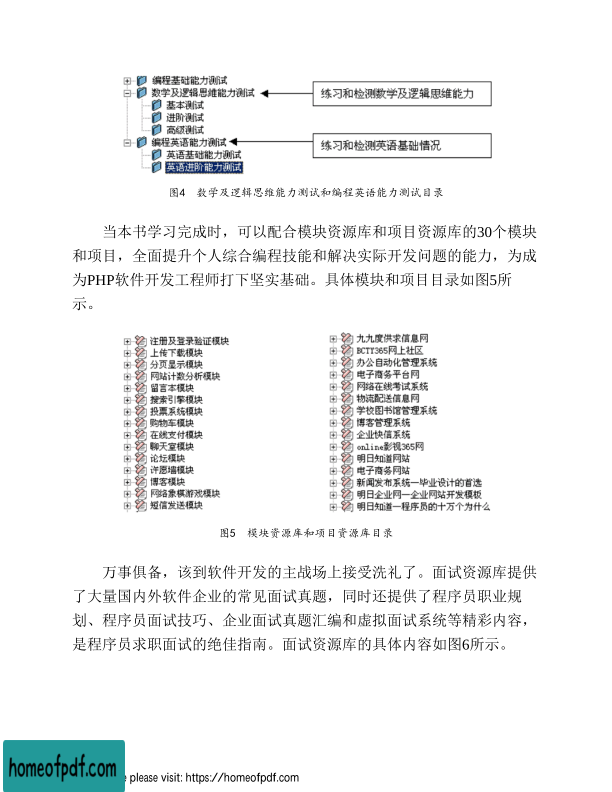 编程基础能力测试
数学及逻辑思维能力测试
练习和检测数学及逻辑思维能力
基本测试
进阶测试
高级测试
编程英语能力测试
练习和检测英语基础情况
英语基础能力测试
英语进阶能力测试
图4 数学及逻辑思维能力测试和编程英语能力测试目录
当本书学习完成时，可以配合模块资源库和项目资源库的30个模块
和项目，全面提升个人综合编程技能和解决实际开发问题的能力，为成
为PHP软件开发工程师打下坚实基础。具体模块和项目目录如图5所
示。
注册及登录验证模块
上传下载模块
分页显示模块
网站计数分析模块
留言本模块
搜索引擎模块
投票系统模块
购物车模块
在线支付模块
聊天室模块
论坛模块
许愿墙模块
博客模块
网络象棋游戏模块
短信发送模块
九九度供求信息网
BCTY365网上社区
办公自动化管理系统
电子商务平台网
网络在线考试系统
物流配送信息网
学校图书馆管理系统
博客管理系统
企业快信系统
online影视365网
明日知道网站
电子商务网站
新闻发布系统—毕业设计的首选
明日企业网—企业网站开发模板
明日知道—程序员的十万个为什么
图5 模块资源库和项目资源库目录
万事俱备，该到软件开发的主战场上接受洗礼了。面试资源库提供
了大量国内外软件企业的常见面试真题，同时还提供了程序员职业规
划、程序员面试技巧、企业面试真题汇编和虚拟面试系统等精彩内容，
是程序员求职面试的绝佳指南。面试资源库的具体内容如图6所示。
homeofpdf.com
e please visit: https://homeofpdf.com